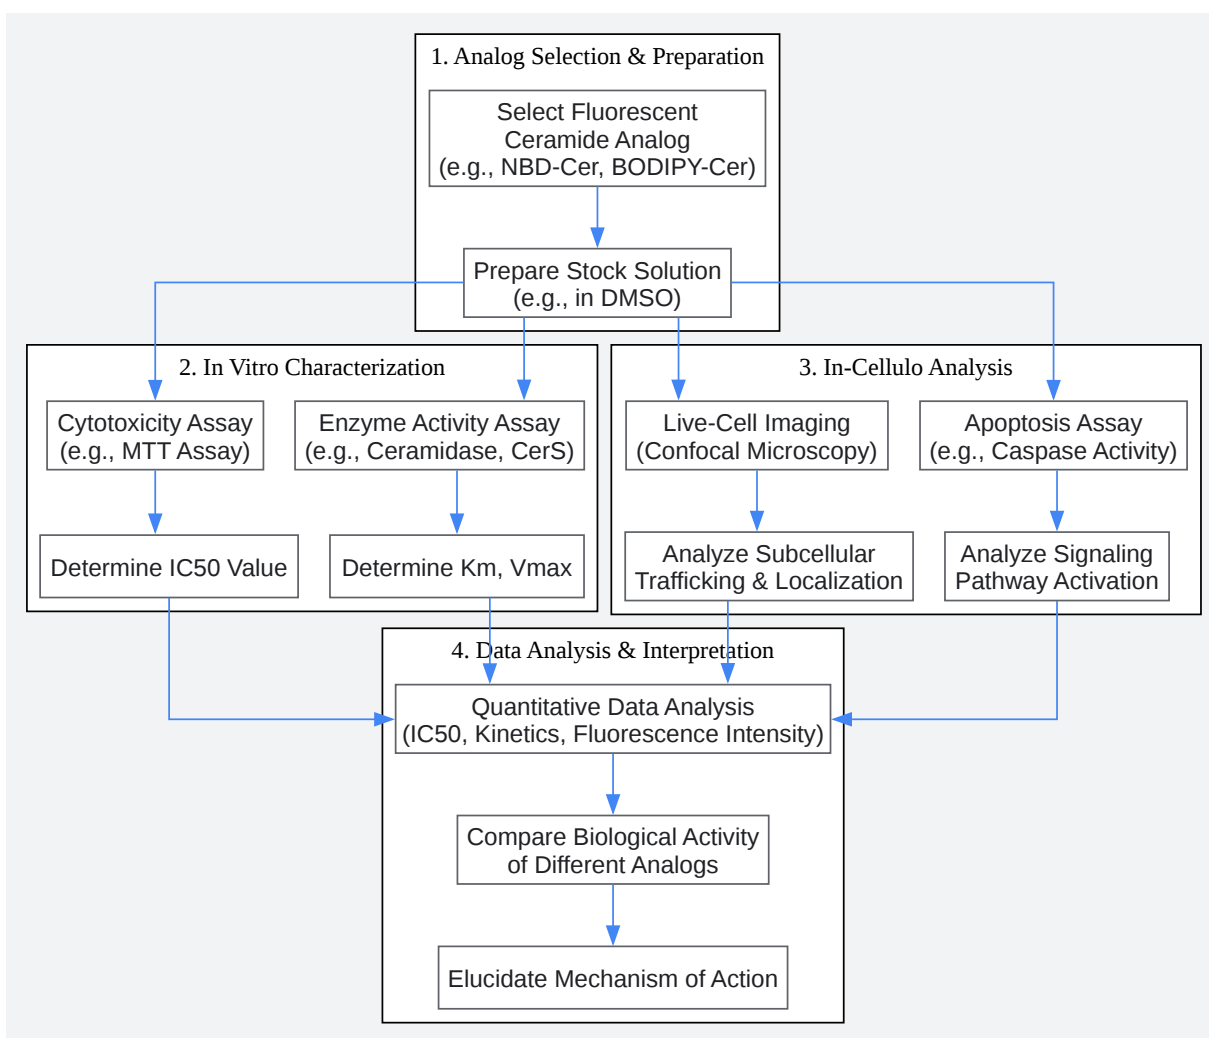 1. Analog Selection & Preparation
Select Fluorescent
Ceramide Analog
(e.g., NBD-Cer, BODIPY-Cer)
Prepare Stock Solution
(e.g., in DMSO)
2. In Vitro Characterization
Cytotoxicity Assay
(e.g., MTT Assay)
Enzyme Activity Assay
(e.g., Ceramidase, CerS)
Determine IC50 Value
Determine Km, Vmax
3. In-Cellulo Analysis
Live-Cell Imaging
(Confocal Microscopy)
Apoptosis Assay
(e.g., Caspase Activity)
Analyze Subcellular
Trafficking & Localization
Analyze Signaling
Pathway Activation
4. Data Analysis & Interpretation
Quantitative Data Analysis
(IC50, Kinetics, Fluorescence Intensity)
Compare Biological Activity
of Different Analogs
Elucidate Mechanism of Action